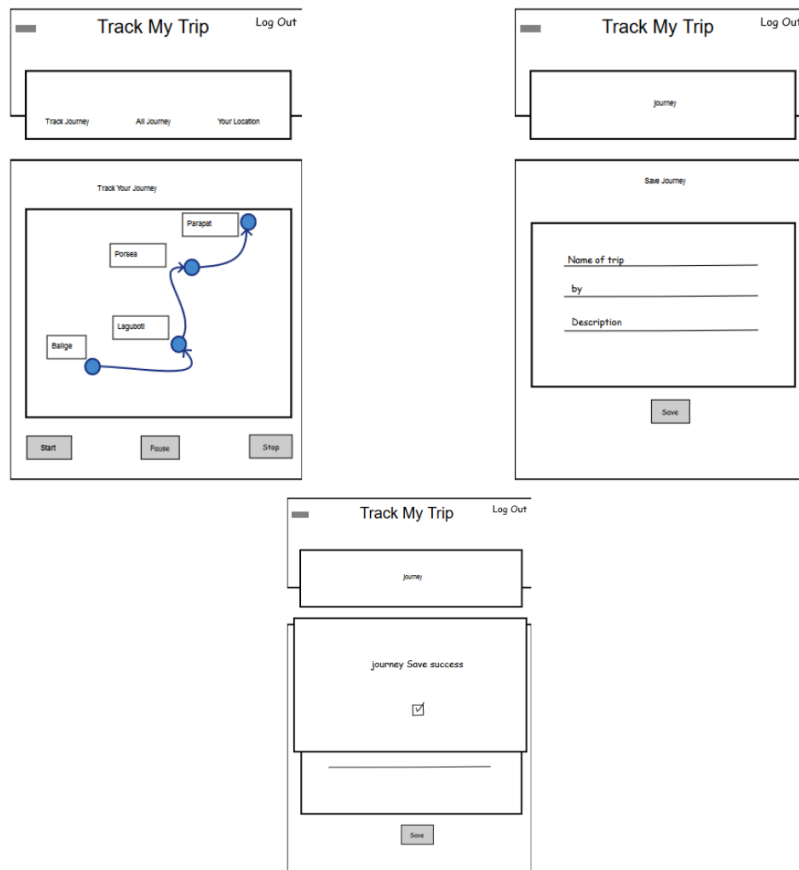 Track My Trip
Log Out
Track Journey
All Journey
Your Location
Track Your Journey
Parapat
Porsea
Laguboti
Balige
Start
Pause
Stop
Track My Trip
Log Out
journey
Save Journey
Name of trip
by
Description
Save
Track My Trip
Log Out
journey
journey Save success
Save